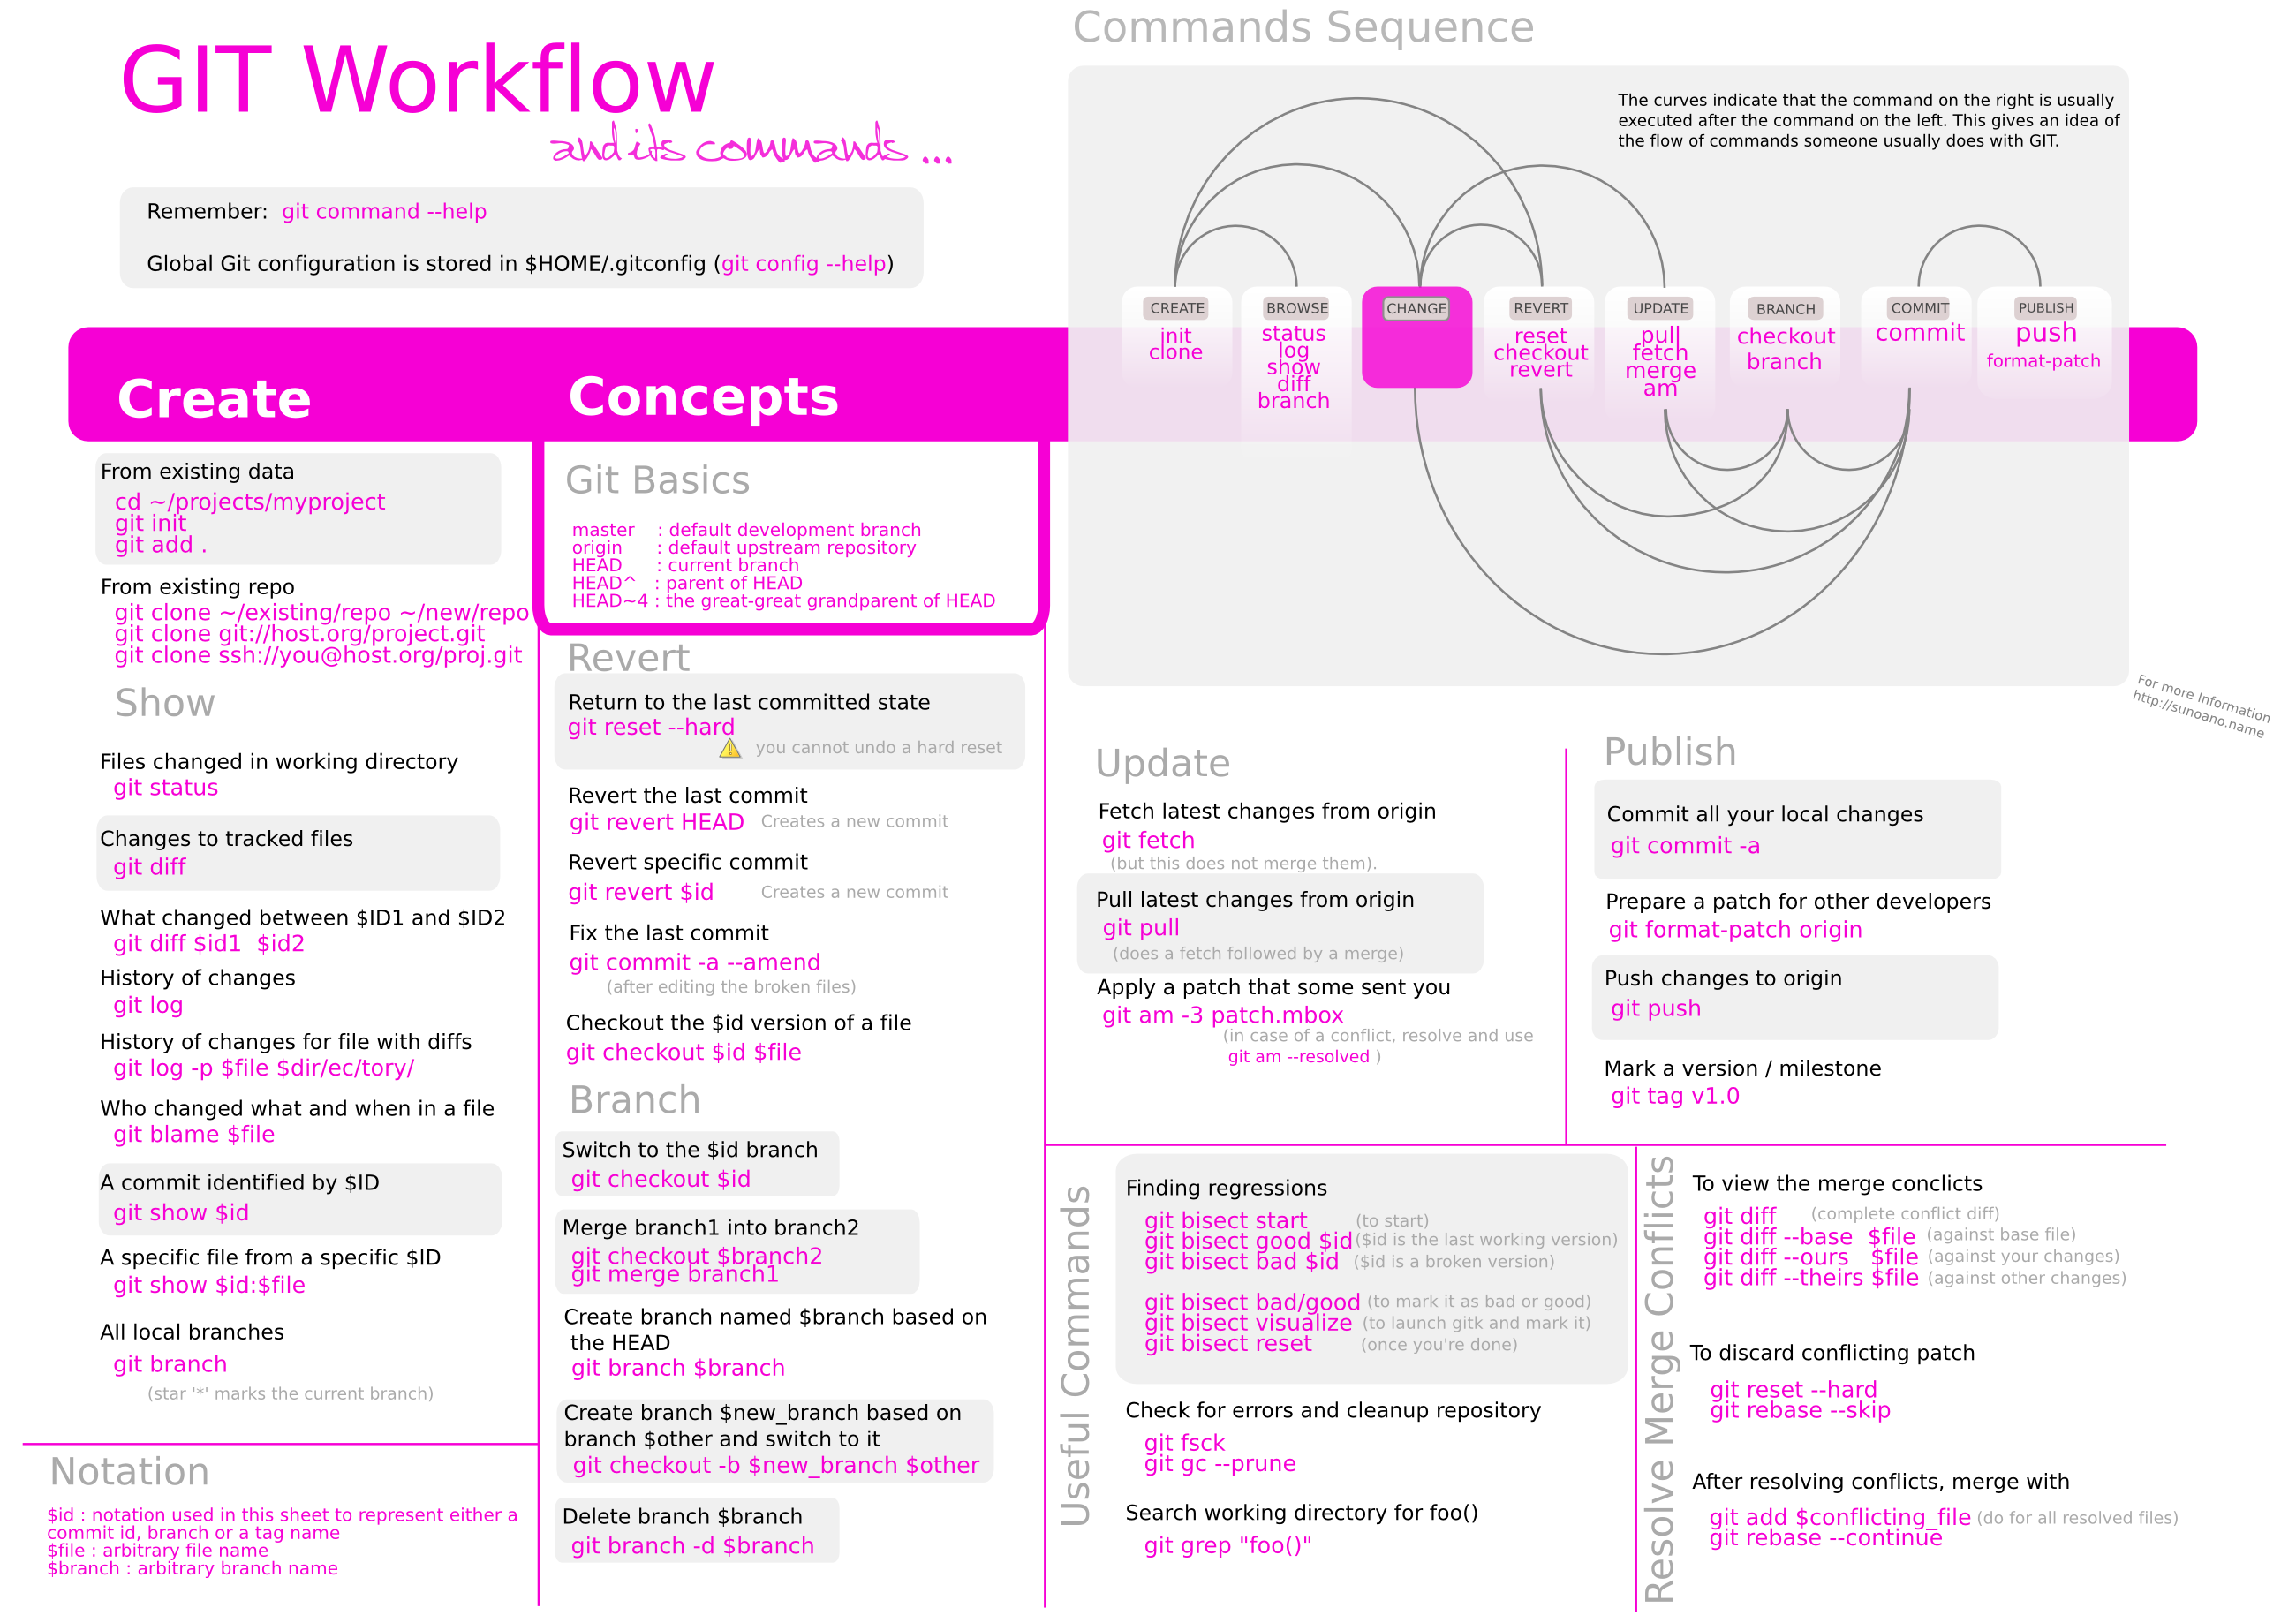 GIT Workflow
and its commands ...
Remember: git command --help
Global Git configuration is stored in $HOME/.gitconfig (git config --help)
Commands Sequence
The curves indicate that the command on the right is usually
executed after the command on the left. This gives an idea of
the flow of commands someone usually does with GIT.
CREATE
init
clone
BROWSE
status
log
show
diff
branch
CHANGE
REVERT
reset
checkout
revert
UPDATE
pull
fetch
merge
am
BRANCH
checkout
branch
COMMIT
commit
PUBLISH
push
format-patch
For more Information
http://sunoano.name
Create
From existing data
cd ~/projects/myproject
git init
git add .
From existing repo
git clone ~/existing/repo ~/new/repo
git clone git://host.org/project.git
git clone ssh://you@host.org/proj.git
Show
Files changed in working directory
git status
Changes to tracked files
git diff
What changed between $ID1 and $ID2
git diff $id1 $id2
History of changes
git log
History of changes for file with diffs
git log -p $file $dir/ec/tory/
Who changed what and when in a file
git blame $file
A commit identified by $ID
git show $id
A specific file from a specific $ID
git show $id:$file
All local branches
git branch
(star '*' marks the current branch)
Notation
$id : notation used in this sheet to represent either a
commit id, branch or a tag name
$file : arbitrary file name
$branch : arbitrary branch name
Concepts
Git Basics
master : default development branch
origin : default upstream repository
HEAD : current branch
HEAD^ : parent of HEAD
HEAD~4 : the great-great grandparent of HEAD
Revert
Return to the last committed state
git reset --hard
you cannot undo a hard reset
Revert the last commit
git revert HEAD Creates a new commit
Revert specific commit
git revert $id Creates a new commit
Fix the last commit
git commit -a --amend
(after editing the broken files)
Checkout the $id version of a file
git checkout $id $file
Branch
Switch to the $id branch
git checkout $id
Merge branch1 into branch2
git checkout $branch2
git merge branch1
Create branch named $branch based on
the HEAD
git branch $branch
Create branch $new_branch based on
branch $other and switch to it
git checkout -b $new_branch $other
Delete branch $branch
git branch -d $branch
Update
Fetch latest changes from origin
git fetch
(but this does not merge them).
Pull latest changes from origin
git pull
(does a fetch followed by a merge)
Apply a patch that some sent you
git am -3 patch.mbox
(in case of a conflict, resolve and use
git am --resolved )
Publish
Commit all your local changes
git commit -a
Prepare a patch for other developers
git format-patch origin
Push changes to origin
git push
Mark a version / milestone
git tag v1.0
Useful Commands
Finding regressions
git bisect start (to start)
git bisect good $id ($id is the last working version)
git bisect bad $id ($id is a broken version)
git bisect bad/good (to mark it as bad or good)
git bisect visualize (to launch gitk and mark it)
git bisect reset (once you're done)
Check for errors and cleanup repository
git fsck
git gc --prune
Search working directory for foo()
git grep "foo()"
Resolve Merge Conflicts
To view the merge conclicts
git diff (complete conflict diff)
git diff --base $file (against base file)
git diff --ours $file (against your changes)
git diff --theirs $file (against other changes)
To discard conflicting patch
git reset --hard
git rebase --skip
After resolving conflicts, merge with
git add $conflicting_file (do for all resolved files)
git rebase --continue